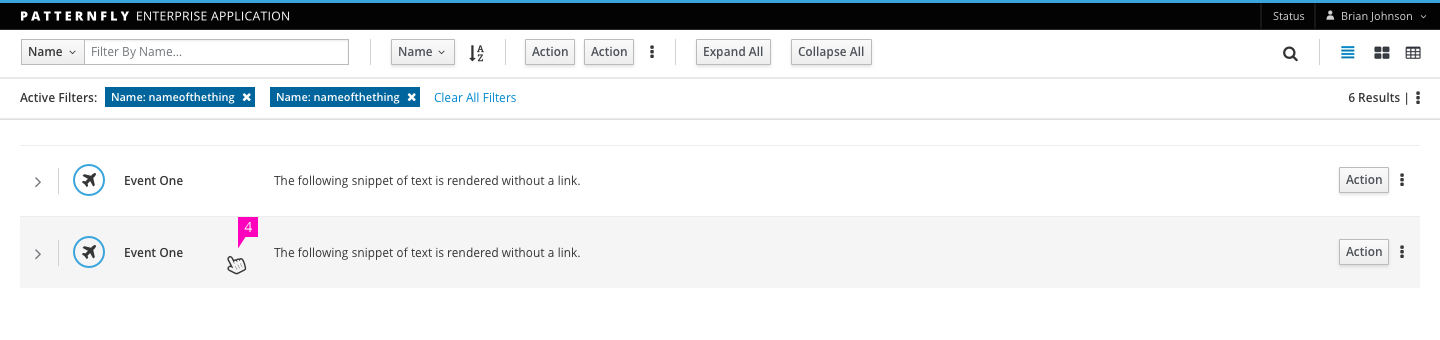 PATTERNFLY ENTERPRISE APPLICATION Status Brian Johnson
Name Filter By Name... Name A Z Action Action Expand All Collapse All
Active Filters: Name: nameofthething Name: nameofthething Clear All Filters 6 Results |
Event One The following snippet of text is rendered without a link. Action
4
Event One The following snippet of text is rendered without a link. Action